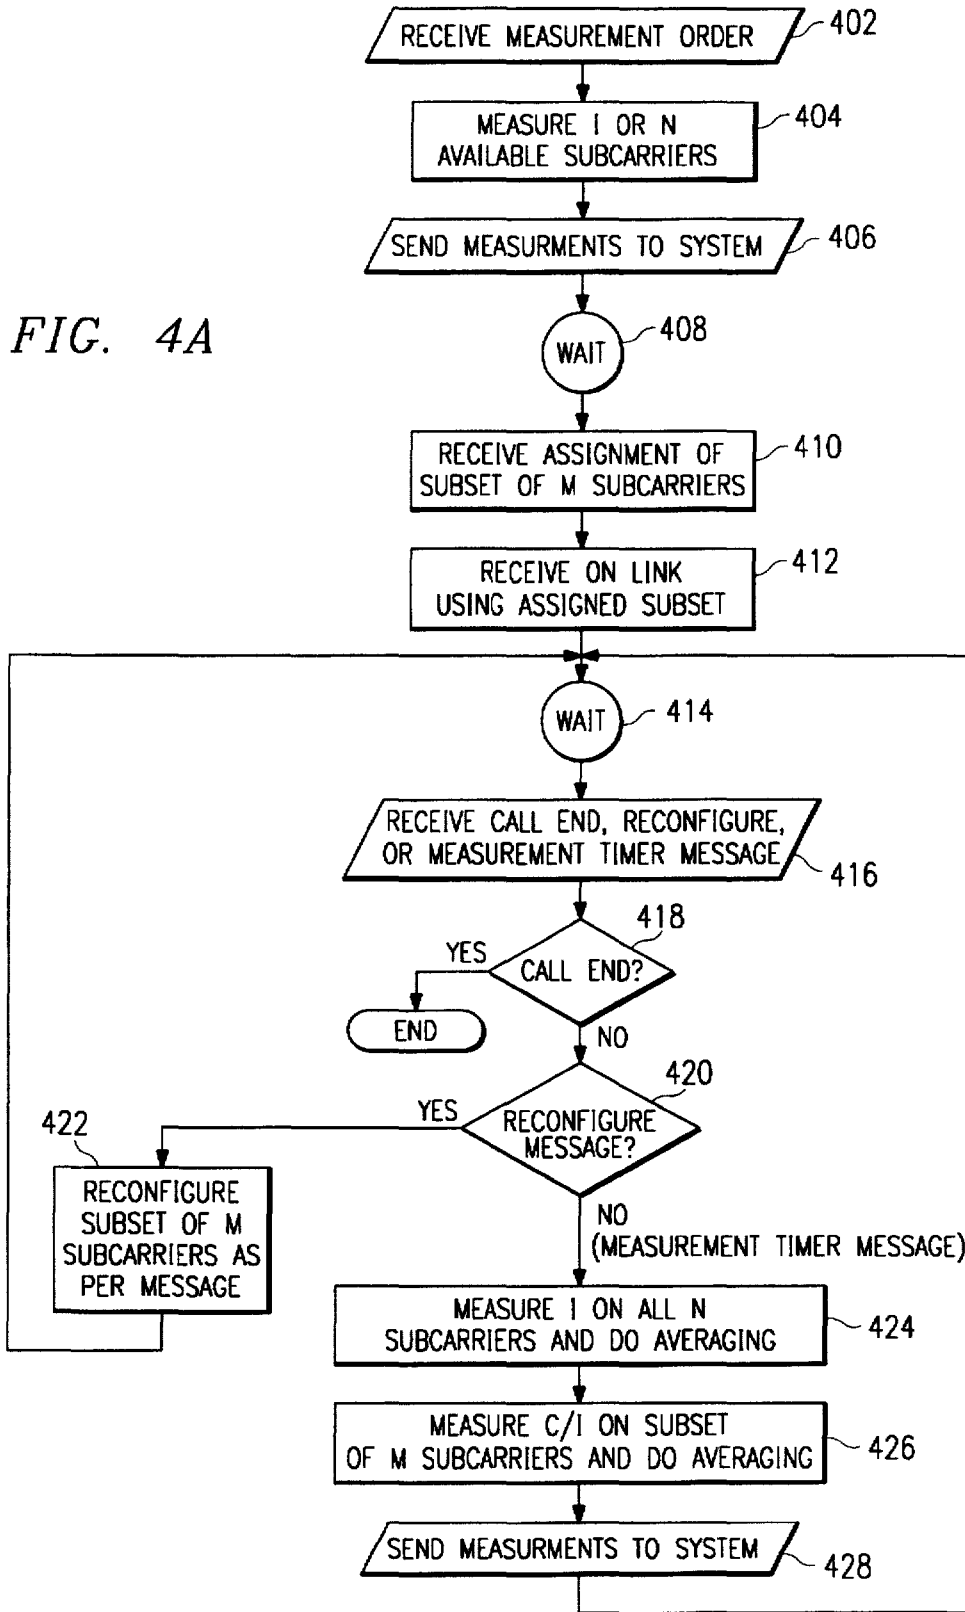 RECEIVE MEASUREMENT ORDER
402
MEASURE I OR N
AVAILABLE SUBCARRIERS
404
SEND MEASURMENTS TO SYSTEM
406
FIG. 4A
WAIT
408
RECEIVE ASSIGNMENT OF
SUBSET OF M SUBCARRIERS
410
RECEIVE ON LINK
USING ASSIGNED SUBSET
412
WAIT
414
RECEIVE CALL END, RECONFIGURE,
OR MEASUREMENT TIMER MESSAGE
416
418
CALL END?
YES
END
NO
420
RECONFIGURE
MESSAGE?
YES
422
RECONFIGURE
SUBSET OF M
SUBCARRIERS AS
PER MESSAGE
NO
(MEASUREMENT TIMER MESSAGE)
MEASURE I ON ALL N
SUBCARRIERS AND DO AVERAGING
424
MEASURE C/I ON SUBSET
OF M SUBCARRIERS AND DO AVERAGING
426
SEND MEASURMENTS TO SYSTEM
428